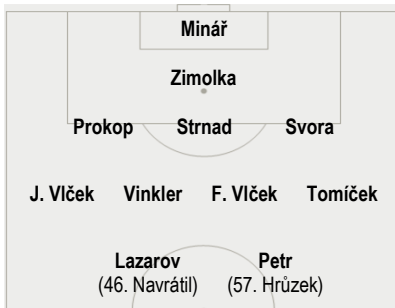 Minář
Zimolka
Prokop Strnad Svora
J. Vlček Vinkler F. Vlček Tomíček
Lazarov Petr
(46. Navrátil) (57. Hrůzek)